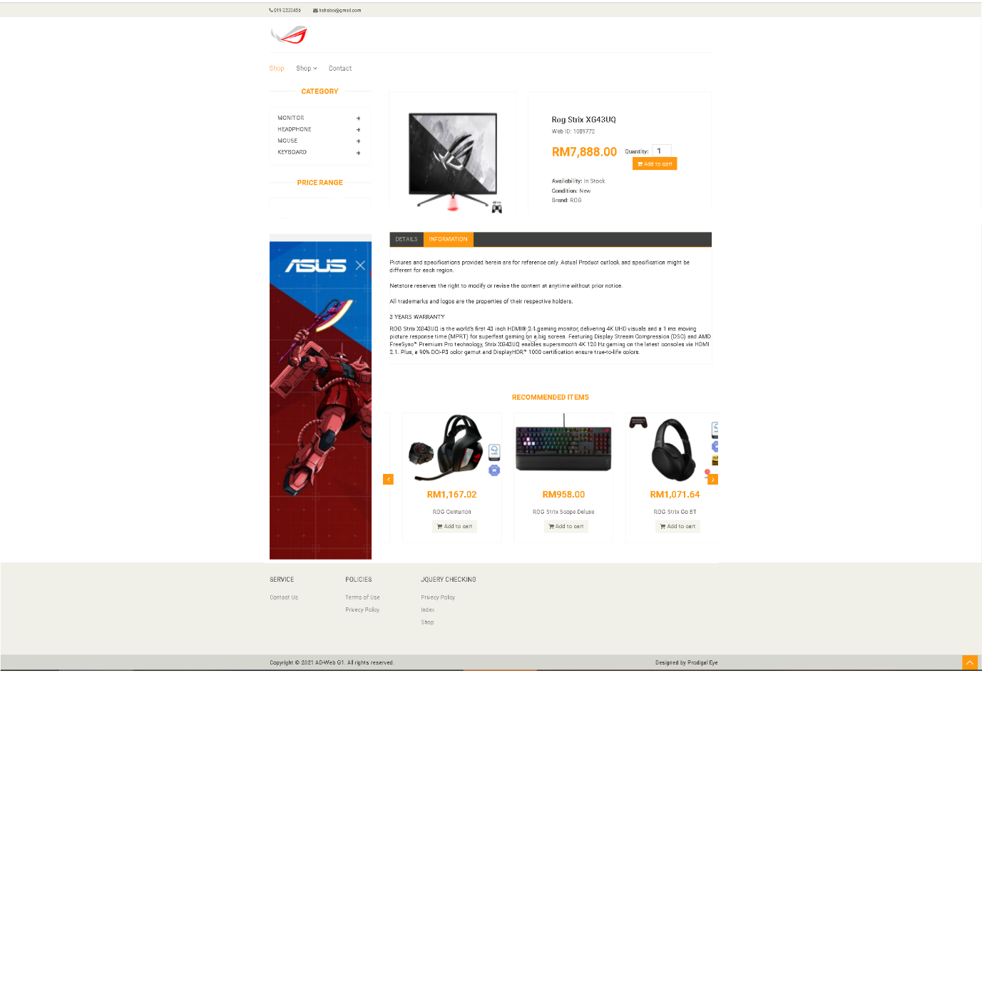 019-2233456 hahaboi@gmail.com
Shop Shop Contact
CATEGORY
MONITOR +
HEADPHONE +
MOUSE +
KEYBOARD +
PRICE RANGE
Rog Strix XG43UQ
Web ID: 1089772
RM7,888.00 Quantity: 1
Add to cart
Availability: In Stock
Condition: New
Brand: ROG
ASUS
DETAILS INFORMATION
Pictures and specifications provided herein are for reference only. Actual Product outlook and specification might be
different for each region.
Netstore reserves the right to modify or revise the content at anytime without prior notice.
All trademarks and logos are the properties of their respective holders.
3 YEARS WARRANTY
ROG Strix XG43UQ is the world's first 43 inch HDMI® 2.1 gaming monitor, delivering 4K UHD visuals and a 1 ms moving
picture response time (MPRT) for superfast gaming on a big screen. Featuring Display Stream Compression (DSC) and AMD
FreeSync™ Premium Pro technology, Strix XG43UQ enables supersmooth 4K 120 Hz gaming on the latest consoles via HDMI
2.1. Plus, a 90% DCI-P3 color gamut and DisplayHDR™ 1000 certification ensure true-to-life colors.
RECOMMENDED ITEMS
RM1,167.02
ROG Centurion
Add to cart
RM958.00
ROG Strix Scope Deluxe
Add to cart
RM1,071.64
ROG Strix Go BT
Add to cart
SERVICE
Contact Us
POLICIES
Terms of Use
Privecy Policy
JQUERY CHECKING
Privecy Policy
Index
Shop
Copyright © 2021 AD-Web G1. All rights reserved.
Designed by Prodigal Eye